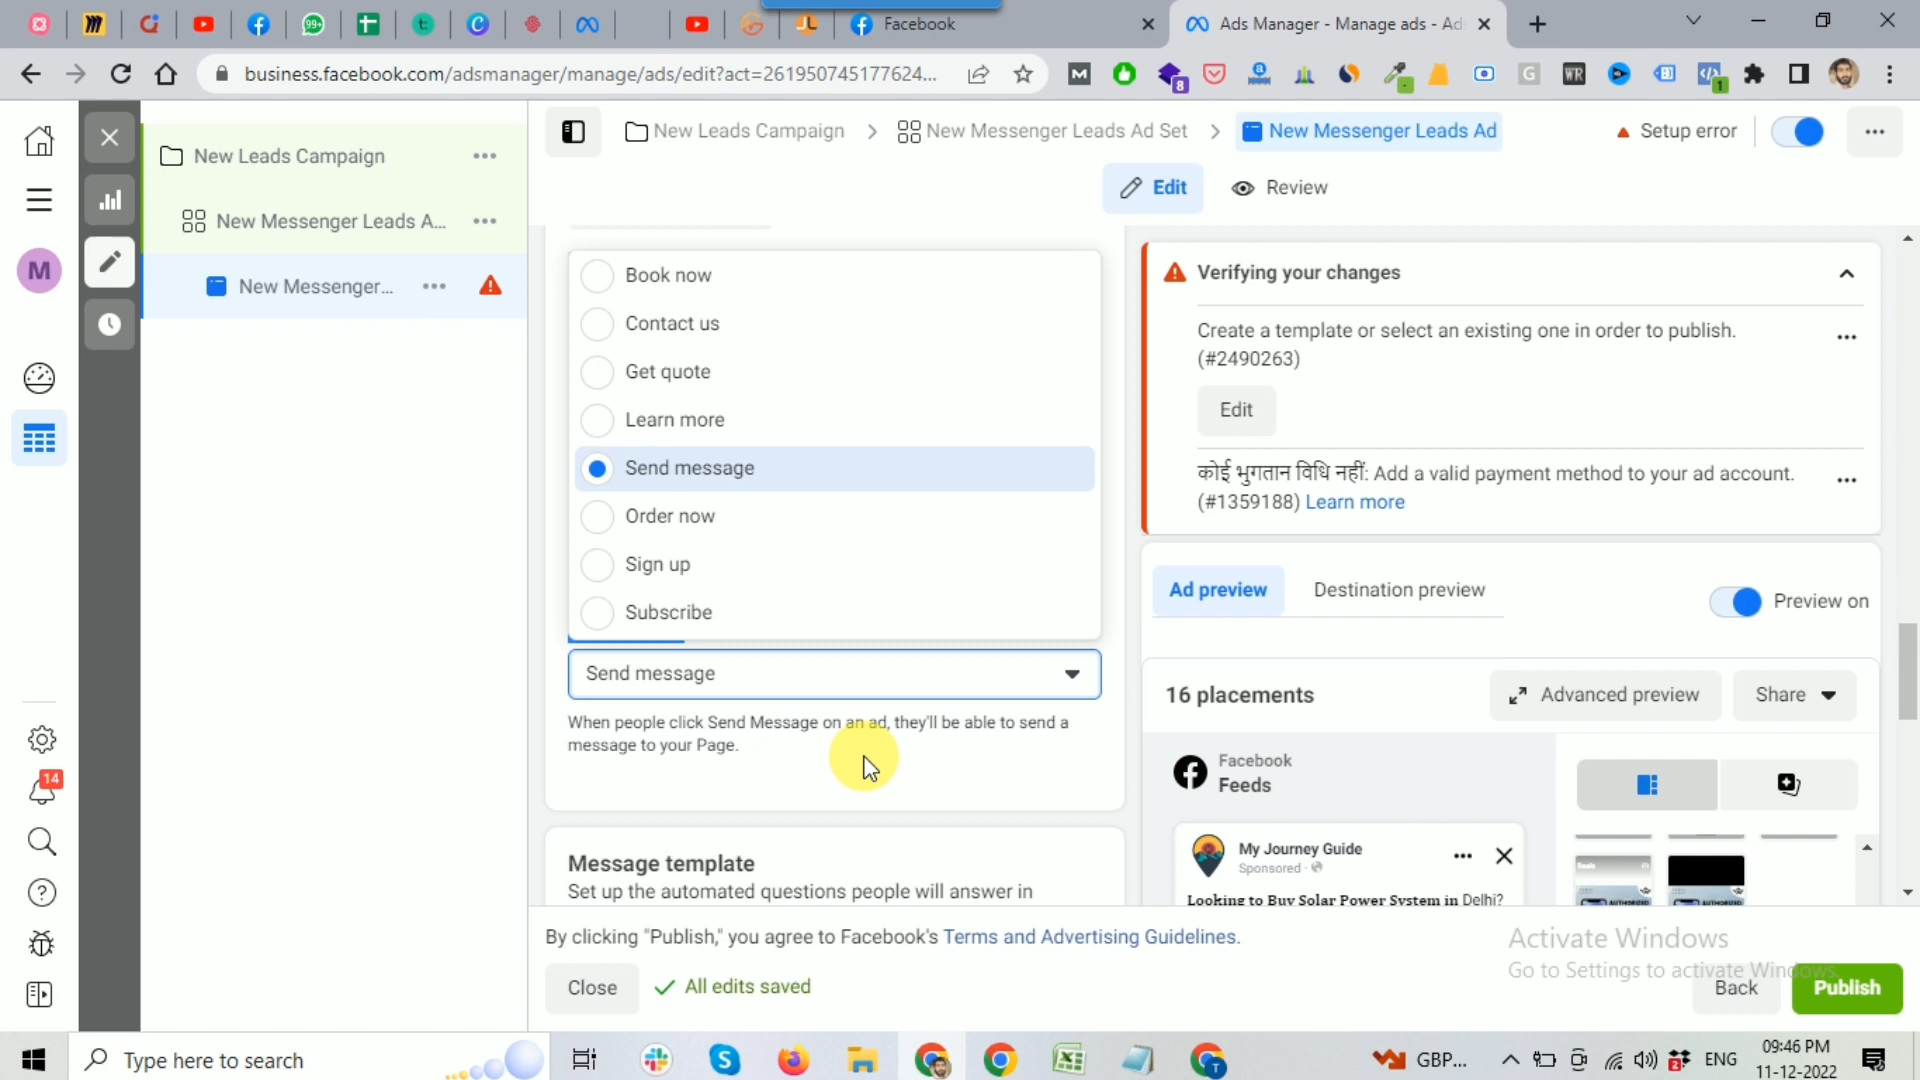 Facebook
Ads Manager - Manage ads - Ad
business.facebook.com/adsmanager/manage/ads/edit?act=261950745177624...
New Leads Campaign
New Messenger Leads A...
New Messenger...
M
14
New Leads Campaign
New Messenger Leads Ad Set
New Messenger Leads Ad
Setup error
Edit
Review
Book now
Contact us
Get quote
Learn more
Send message
Order now
Sign up
Subscribe
Send message
When people click Send Message on an ad, they'll be able to send a
message to your Page.
Message template
Set up the automated questions people will answer in
Verifying your changes
Create a template or select an existing one in order to publish.
(#2490263)
Edit
कोई भुगतान विधि नहीं: Add a valid payment method to your ad account.
(#1359188) Learn more
Ad preview
Destination preview
Preview on
16 placements
Advanced preview
Share
Facebook
Feeds
My Journey Guide
Sponsored
Looking to Buy Solar Power System in Delhi?
By clicking "Publish," you agree to Facebook's Terms and Advertising Guidelines.
Close
All edits saved
Activate Windows
Go to Settings to activate Windows.
Back
Publish
Type here to search
GBP...
ENG
09:46 PM
11-12-2022